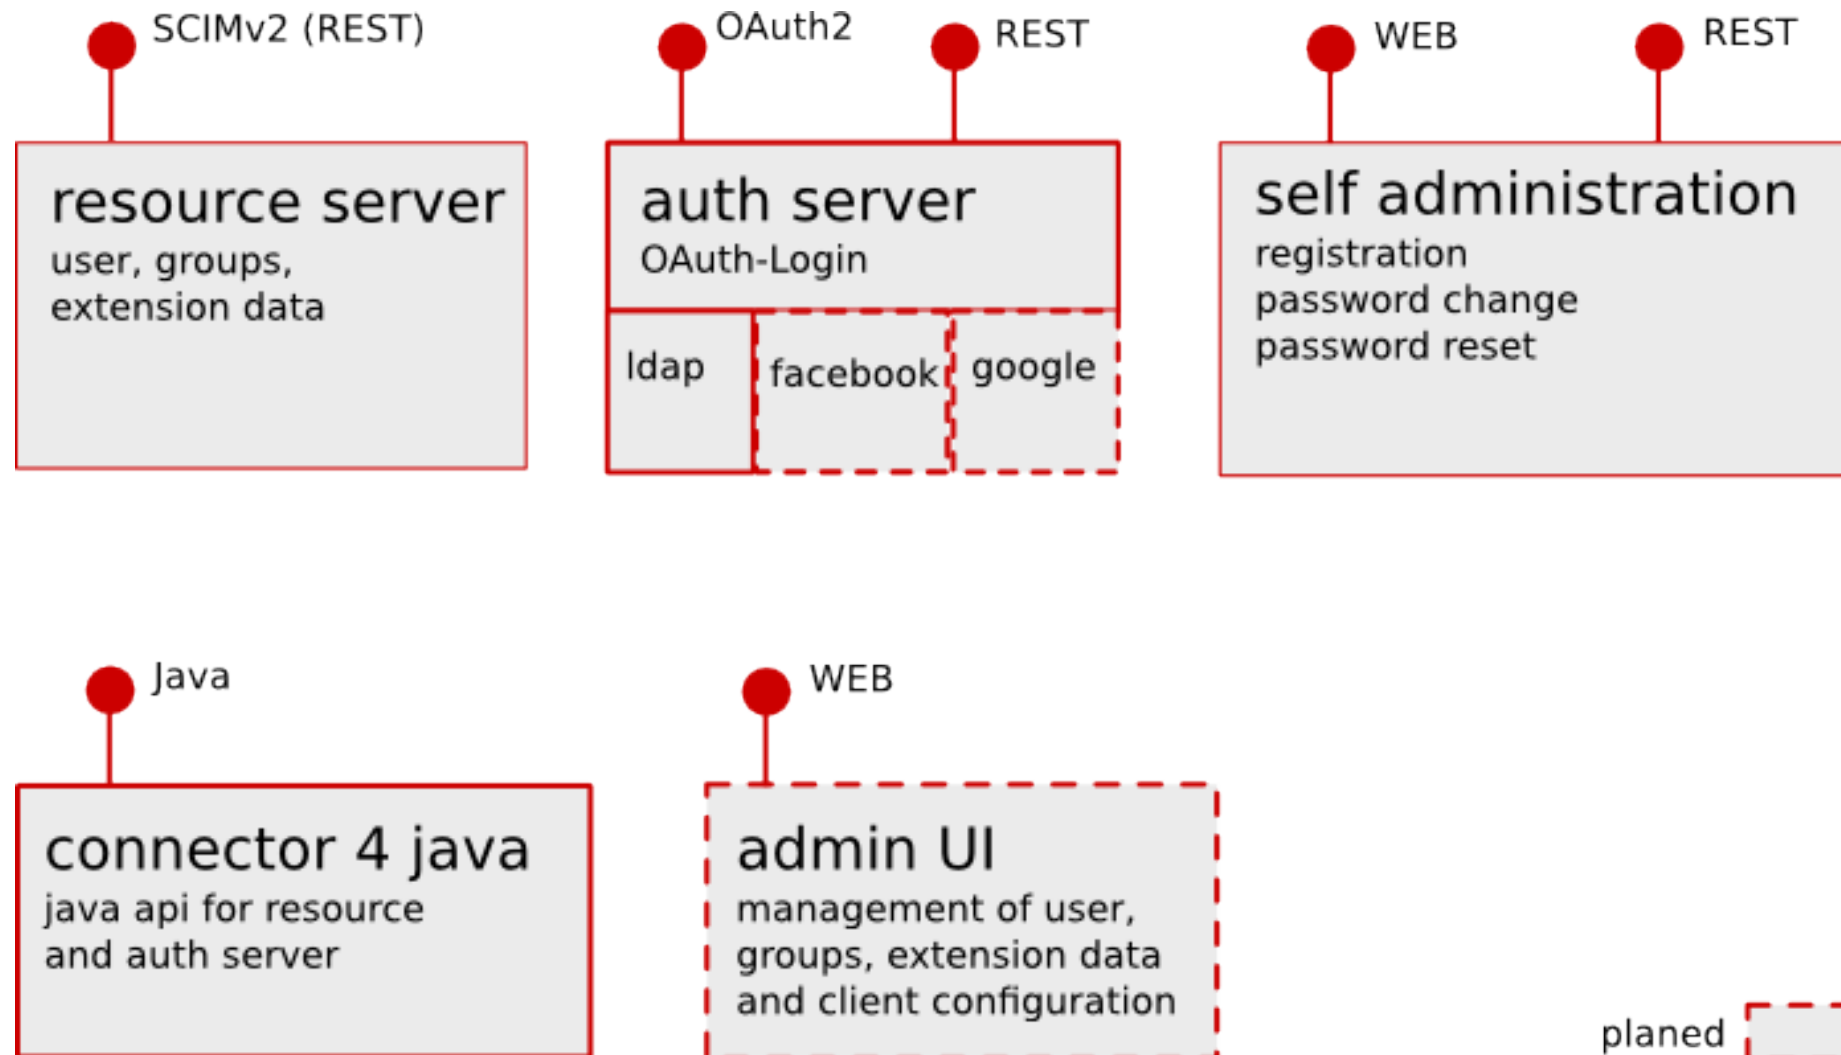 SCIMv2 (REST)
OAuth2
REST
WEB
REST
resource server
user, groups,
extension data
auth server
OAuth-Login
ldap
facebook
google
self administration
registration
password change
password reset
Java
WEB
connector 4 java
java api for resource
and auth server
admin UI
management of user,
groups, extension data
and client configuration
planed